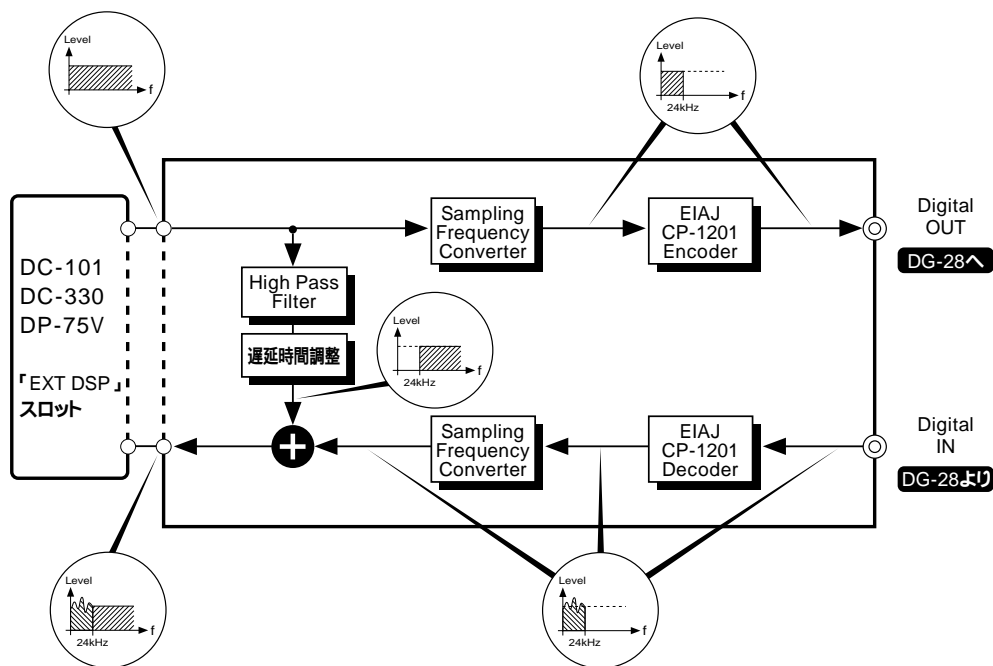 Level
f
Level
f
24kHz
DC-101
DC-330
DP-75V
「EXT DSP」
スロット
Sampling
Frequency
Converter
EIAJ
CP-1201
Encoder
Digital
OUT
DG-28へ
High Pass
Filter
遅延時間調整
Level
f
24kHz
+
Sampling
Frequency
Converter
EIAJ
CP-1201
Decoder
Digital
IN
DG-28より
Level
f
24kHz
Level
f
24kHz